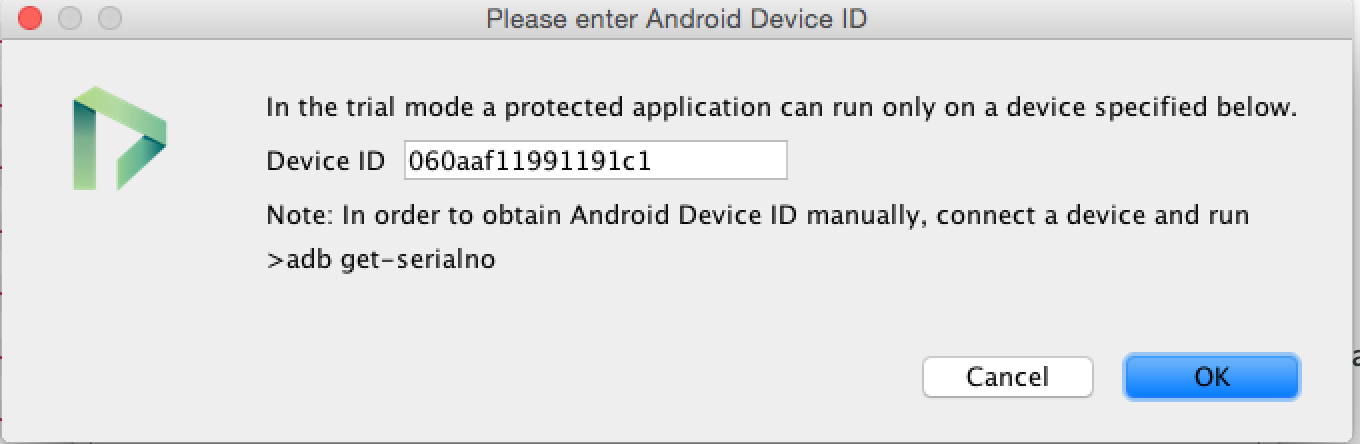 Please enter Android Device ID
In the trial mode a protected application can run only on a device specified below.
Device ID 060aaf11991191c1
Note: In order to obtain Android Device ID manually, connect a device and run
>adb get-serialno
Cancel OK